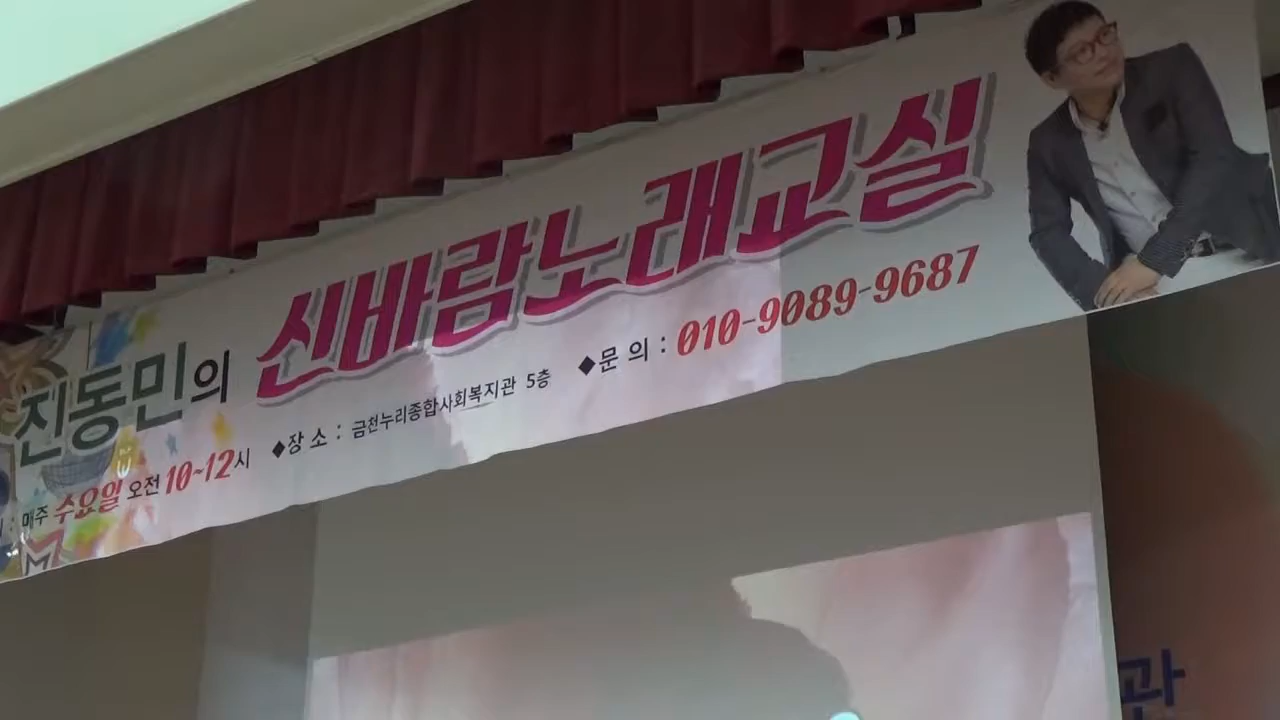 진동민의 신바람노래교실
: 매주 수요일 오전 10~12시 ◆장 소 : 금천누리종합사회복지관 5층 ◆문 의 : 010-9089-9687
관